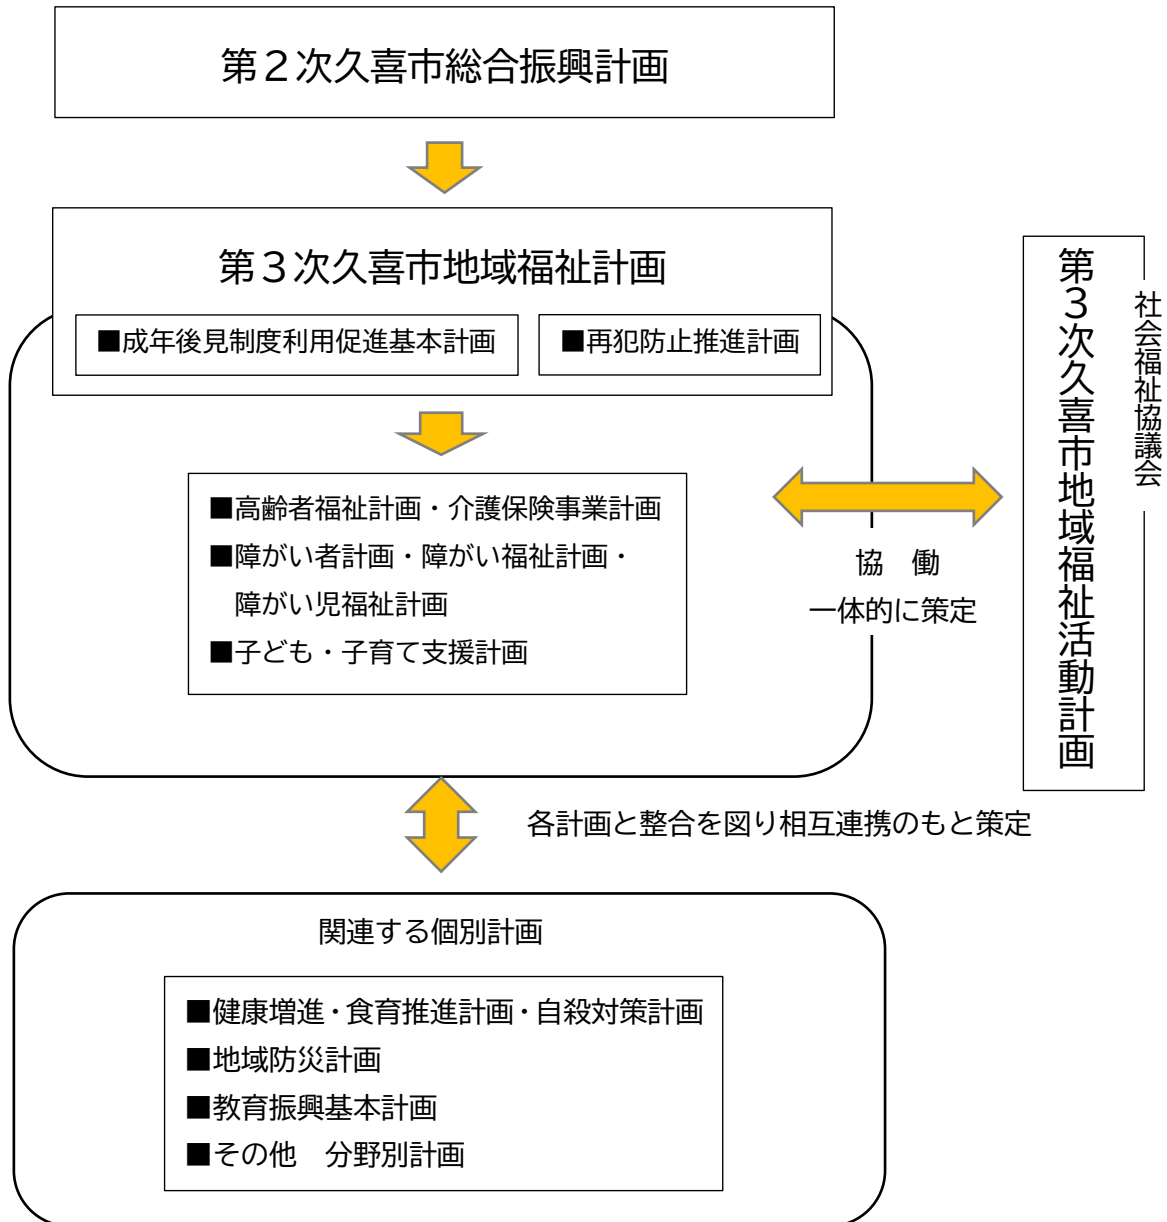 第２次久喜市総合振興計画
第３次久喜市地域福祉計画
■成年後見制度利用促進基本計画
■再犯防止推進計画
■高齢者福祉計画・介護保険事業計画
■障がい者計画・障がい福祉計画・
障がい児福祉計画
■子ども・子育て支援計画
協　働
一体的に策定
社会福祉協議会
第３次久喜市地域福祉活動計画
各計画と整合を図り相互連携のもと策定
関連する個別計画
■健康増進・食育推進計画・自殺対策計画
■地域防災計画
■教育振興基本計画
■その他　分野別計画